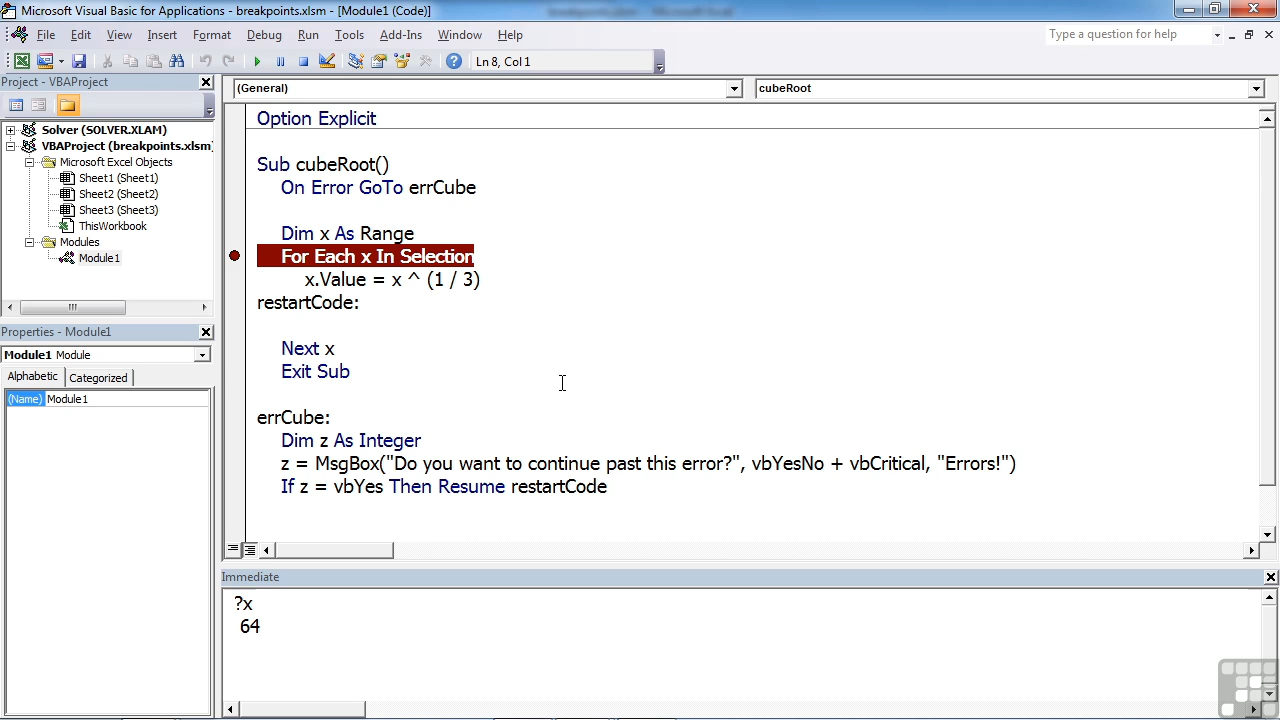 Microsoft Visual Basic for Applications - breakpoints.xlsm - [Module1 (Code)]
File Edit View Insert Format Debug Run Tools Add-Ins Window Help
Type a question for help
Ln 8, Col 1
Project - VBAProject
(General)
cubeRoot
Solver (SOLVER.XLAM)
VBAProject (breakpoints.xlsm)
Microsoft Excel Objects
Sheet1 (Sheet1)
Sheet2 (Sheet2)
Sheet3 (Sheet3)
ThisWorkbook
Modules
Module1
Properties - Module1
Module1 Module
Alphabetic Categorized
(Name) Module1
Option Explicit
Sub cubeRoot()
On Error GoTo errCube
Dim x As Range
For Each x In Selection
x.Value = x ^ (1 / 3)
restartCode:
Next x
Exit Sub
errCube:
Dim z As Integer
z = MsgBox("Do you want to continue past this error?", vbYesNo + vbCritical, "Errors!")
If z = vbYes Then Resume restartCode
Immediate
?x
64